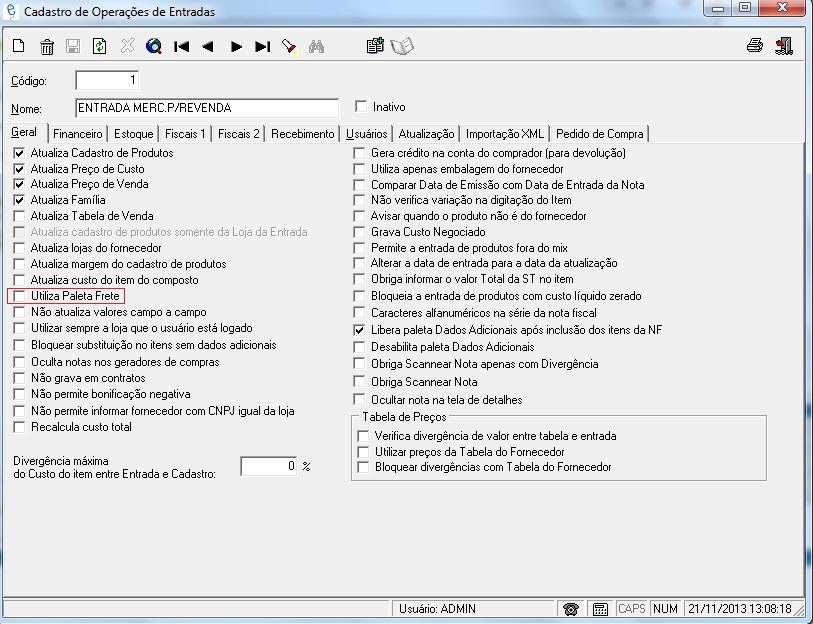 Cadastro de Operações de Entradas
Código: 1
Nome: ENTRADA MERC.P/REVENDA Inativo
Geral Financeiro Estoque Fiscais 1 Fiscais 2 Recebimento Usuários Atualização Importação XML Pedido de Compra
Atualiza Cadastro de Produtos
Atualiza Preço de Custo
Atualiza Preço de Venda
Atualiza Família
Atualiza Tabela de Venda
Atualiza cadastro de produtos somente da Loja da Entrada
Atualiza lojas do fornecedor
Atualiza margem do cadastro de produtos
Atualiza custo do item do composto
Utiliza Paleta Frete
Não atualiza valores campo a campo
Utilizar sempre a loja que o usuário está logado
Bloquear substituição no itens sem dados adicionais
Oculta notas nos geradores de compras
Não grava em contratos
Não permite bonificação negativa
Não permite informar fornecedor com CNPJ igual da loja
Recalcula custo total
Divergência máxima
do Custo do item entre Entrada e Cadastro: 0 %
Gera crédito na conta do comprador (para devolução)
Utiliza apenas embalagem do fornecedor
Comparar Data de Emissão com Data de Entrada da Nota
Não verifica variação na digitação do Item
Avisar quando o produto não é do fornecedor
Grava Custo Negociado
Permite a entrada de produtos fora do mix
Alterar a data de entrada para a data da atualização
Obriga informar o valor Total da ST no item
Bloqueia a entrada de produtos com custo líquido zerado
Caracteres alfanuméricos na série da nota fiscal
Libera paleta Dados Adicionais após inclusão dos itens da NF
Desabilita paleta Dados Adicionais
Obriga Scannear Nota apenas com Divergência
Obriga Scannear Nota
Ocultar nota na tela de detalhes
Tabela de Preços
Verifica divergência de valor entre tabela e entrada
Utilizar preços da Tabela do Fornecedor
Bloquear divergências com Tabela do Fornecedor
Usuário: ADMIN CAPS NUM 21/11/2013 13:08:18